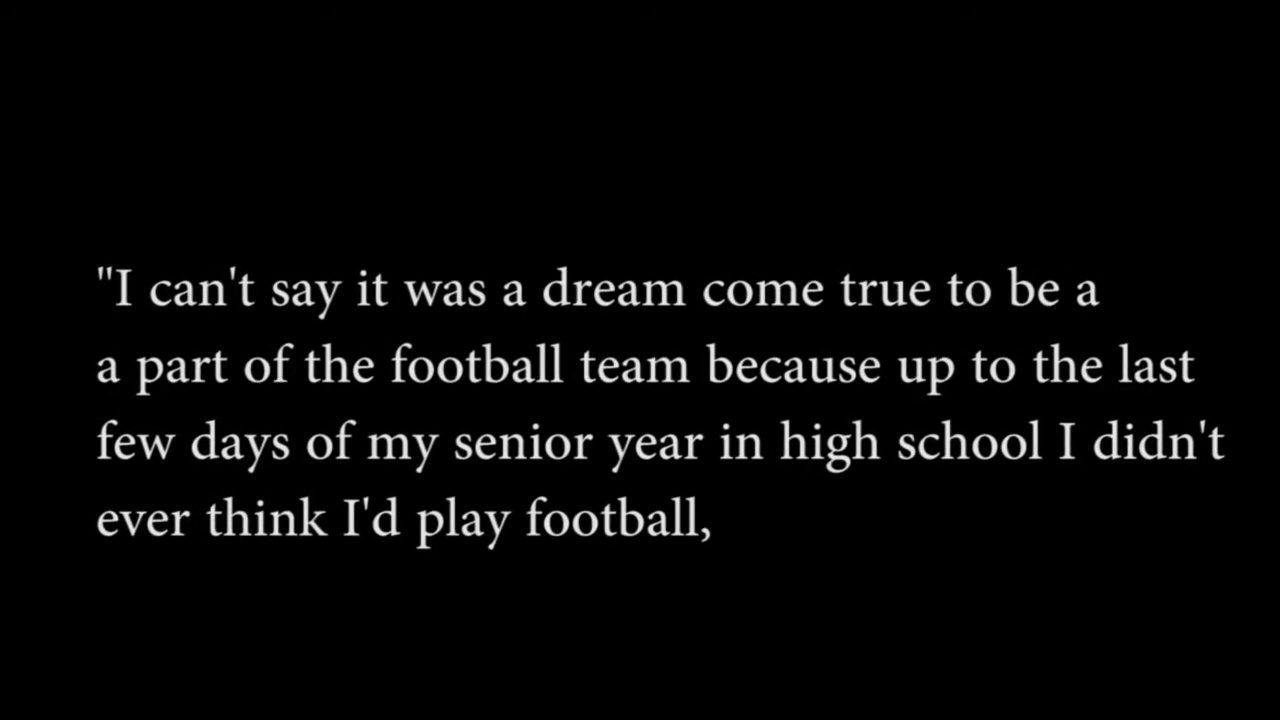 "I can't say it was a dream come true to be a
a part of the football team because up to the last
few days of my senior year in high school I didn't
ever think I'd play football,